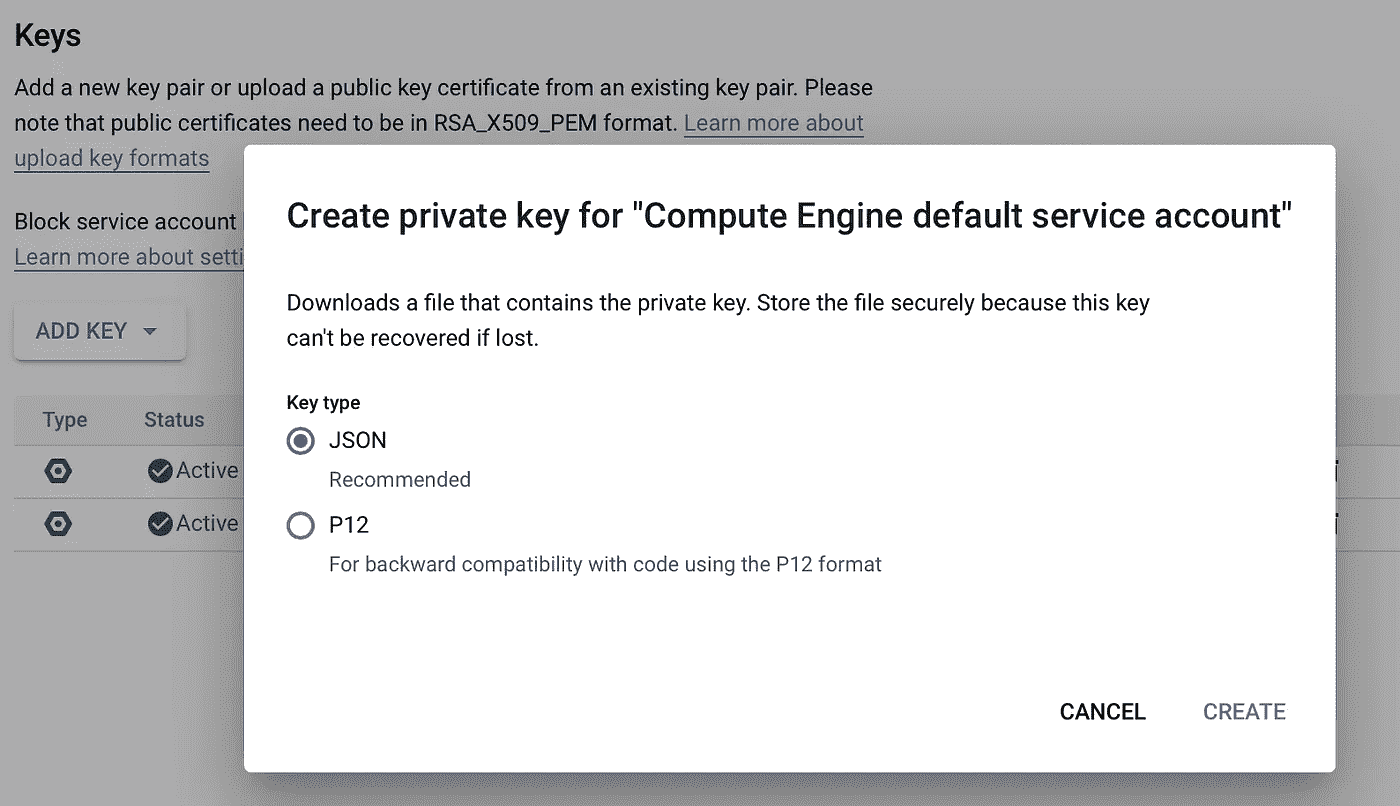 Keys
Add a new key pair or upload a public key certificate from an existing key pair. Please
note that public certificates need to be in RSA_X509_PEM format. Learn more about
upload key formats
Block service account
Learn more about
ADD KEY
Type Status
Active
Active
Create private key for "Compute Engine default service account"
Downloads a file that contains the private key. Store the file securely because this key
can't be recovered if lost.
Key type
JSON
Recommended
P12
For backward compatibility with code using the P12 format
CANCEL CREATE